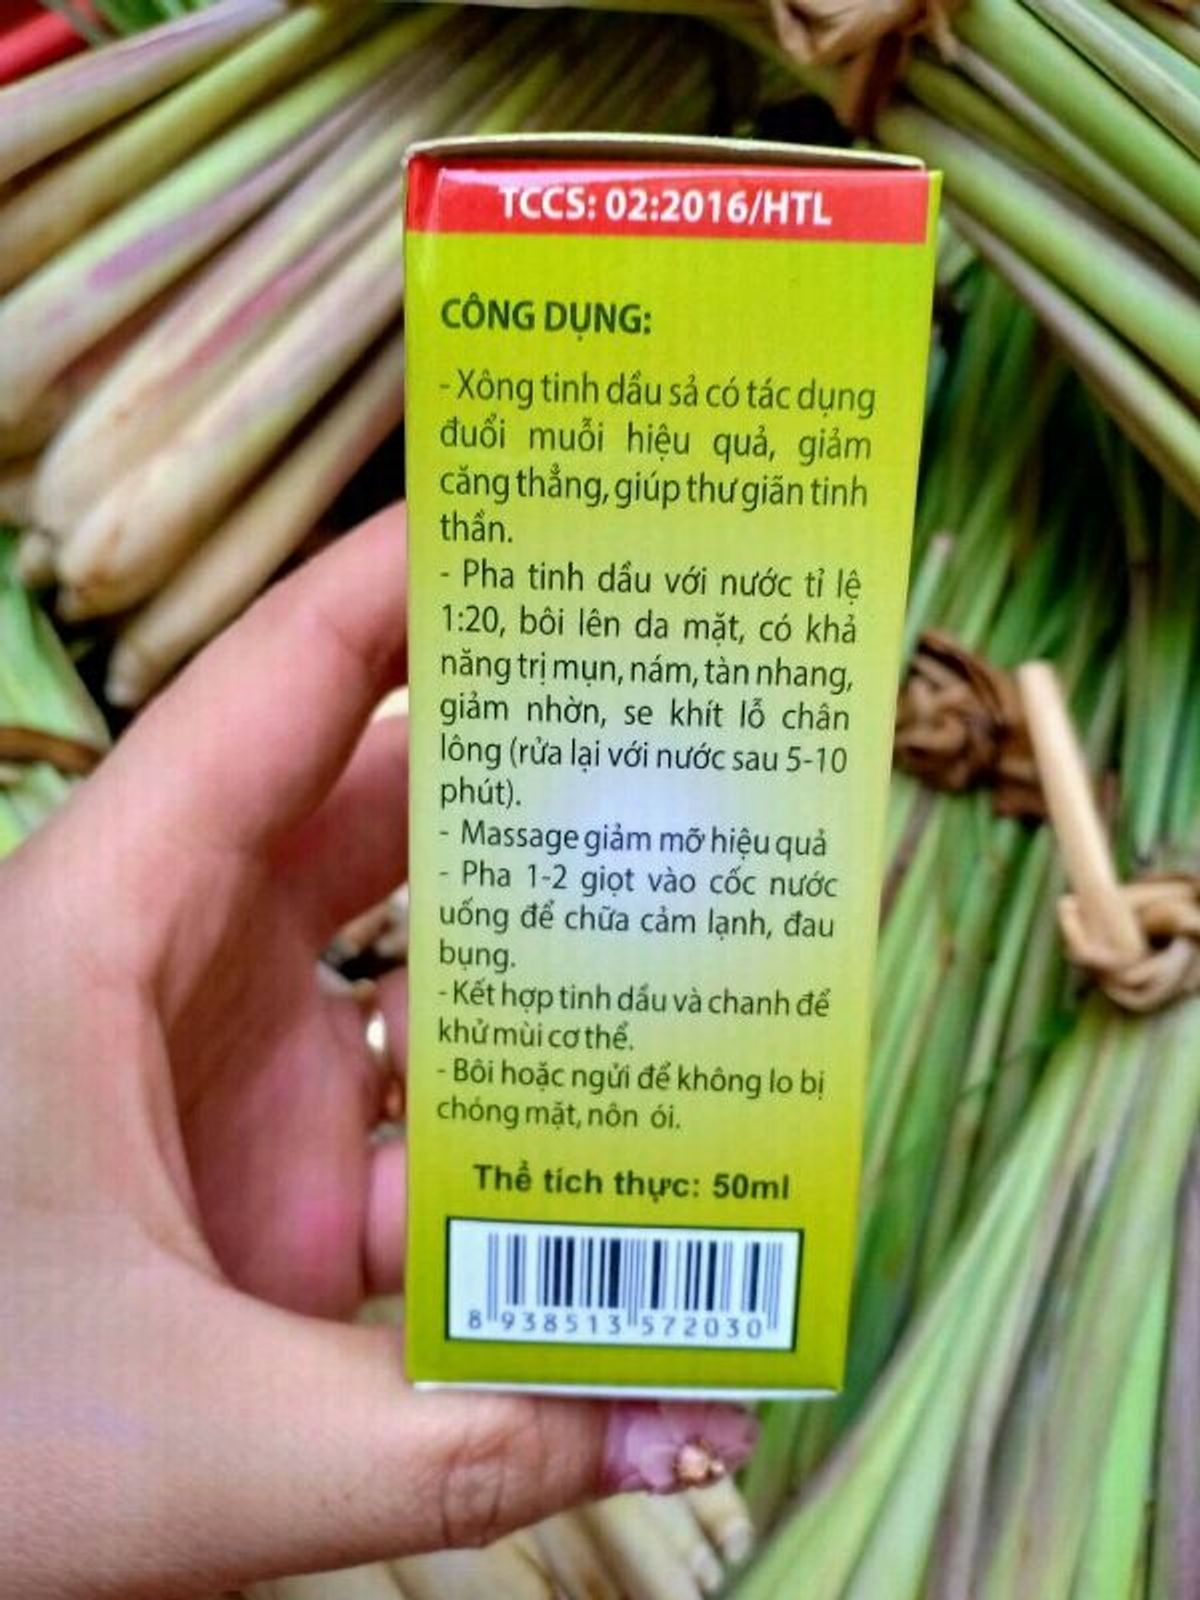 TCCS: 02:2016/HTL
CÔNG DỤNG:
- Xông tinh dầu sả có tác dụng
đuổi muỗi hiệu quả, giảm
căng thẳng, giúp thư giãn tinh
thần.
- Pha tinh dầu với nước tỉ lệ
1:20, bôi lên da mặt, có khả
năng trị mụn, nám, tàn nhang,
giảm nhờn, se khít lỗ chân
lông (rửa lại với nước sau 5-10
phút).
- Massage giảm mỡ hiệu quả
- Pha 1-2 giọt vào cốc nước
uống để chữa cảm lạnh, đau
bụng.
- Kết hợp tinh dầu và chanh để
khử mùi cơ thể.
- Bôi hoặc ngửi để không lo bị
chóng mặt, nôn ói.
Thể tích thực: 50ml
8 938513 572030